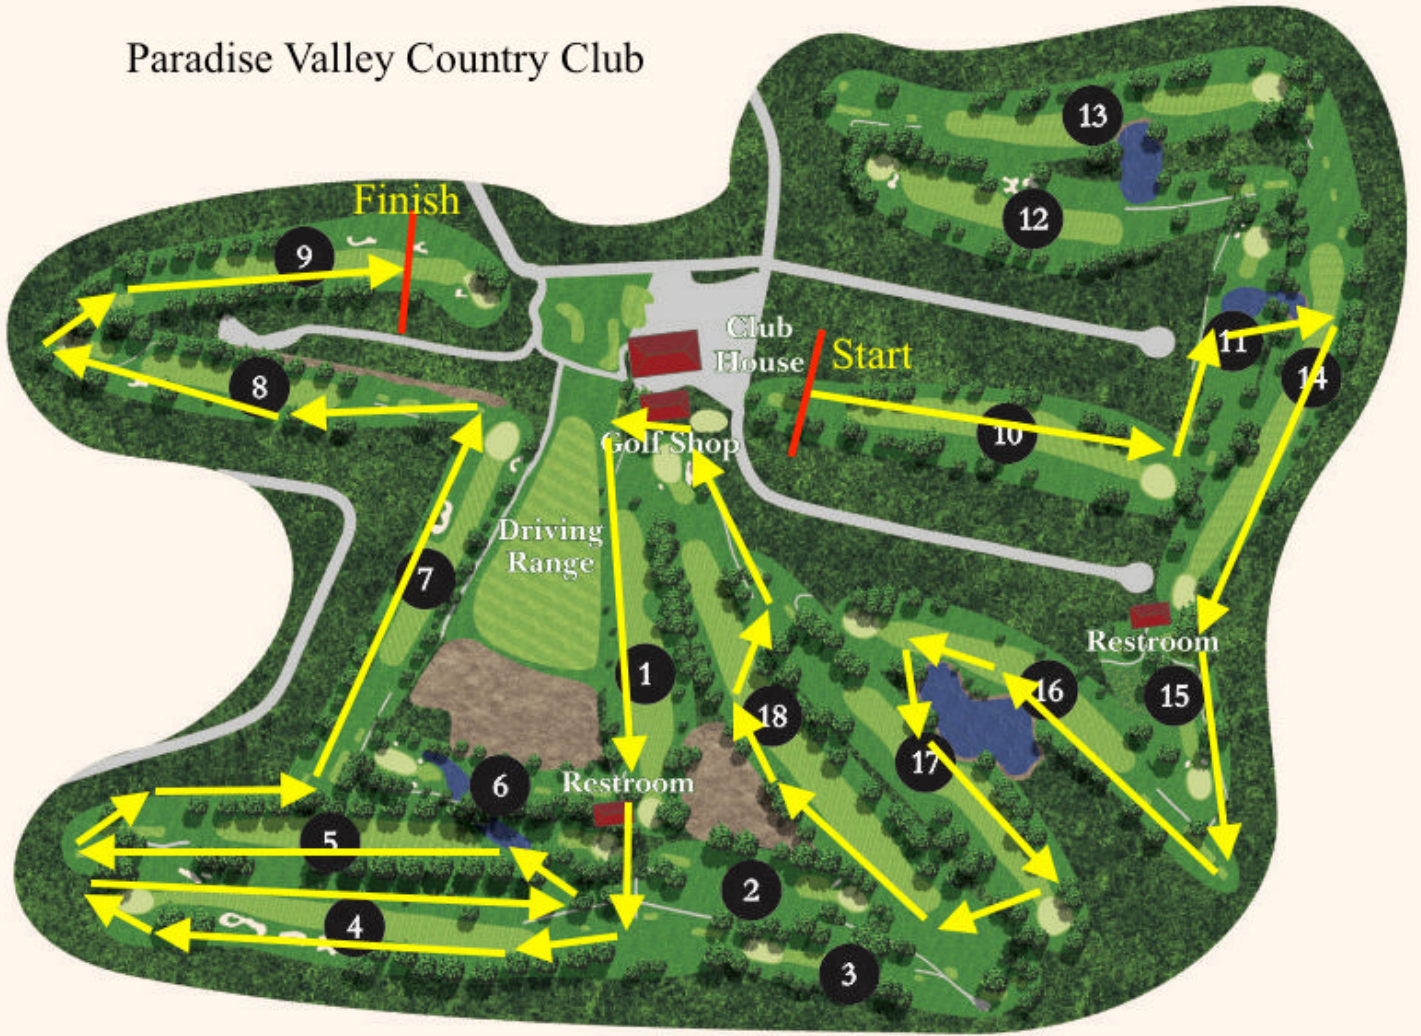 Paradise Valley Country Club
13
12
Finish
9
Club
House
Start
11
14
8
10
Golf Shop
Driving
Range
7
Restroom
1
16
15
18
17
6
Restroom
5
2
4
3